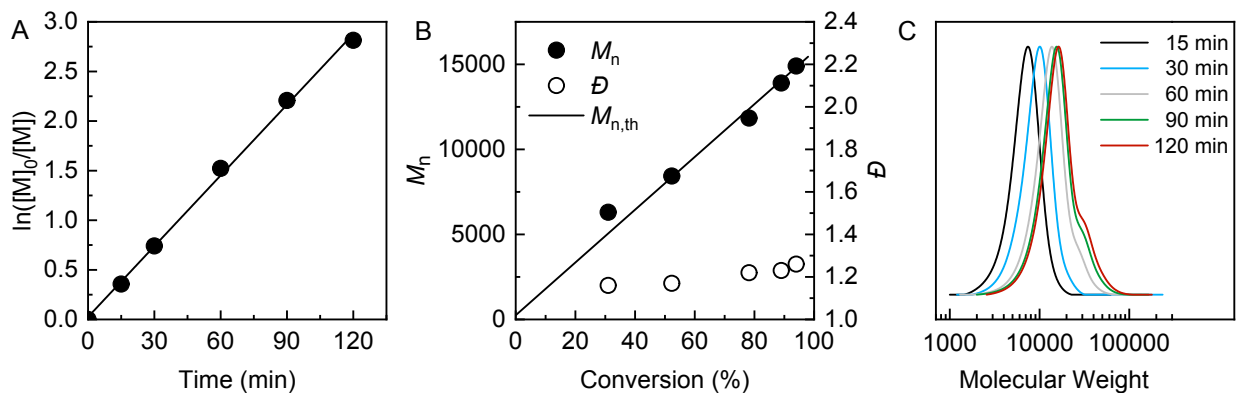 A
3.0
2.5
2.0
1.5
1.0
0.5
0.0
ln([M]0/[M])
0 30 60 90 120
Time (min)
B
Mn
Đ
Mn,th
15000
10000
5000
0
Mn
2.4
2.2
2.0
1.8
1.6
1.4
1.2
1.0
Đ
0 20 40 60 80 100
Conversion (%)
C
15 min
30 min
60 min
90 min
120 min
1000 10000 100000
Molecular Weight